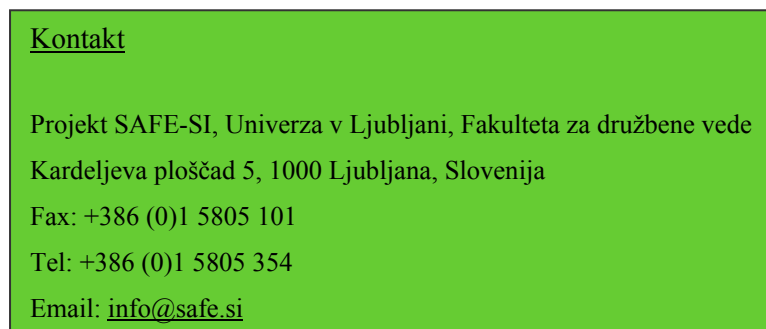 Kontakt
Projekt SAFE-SI, Univerza v Ljubljani, Fakulteta za družbene vede
Kardeljeva ploščad 5, 1000 Ljubljana, Slovenija
Fax: +386 (0)1 5805 101
Tel: +386 (0)1 5805 354
Email: info@safe.si